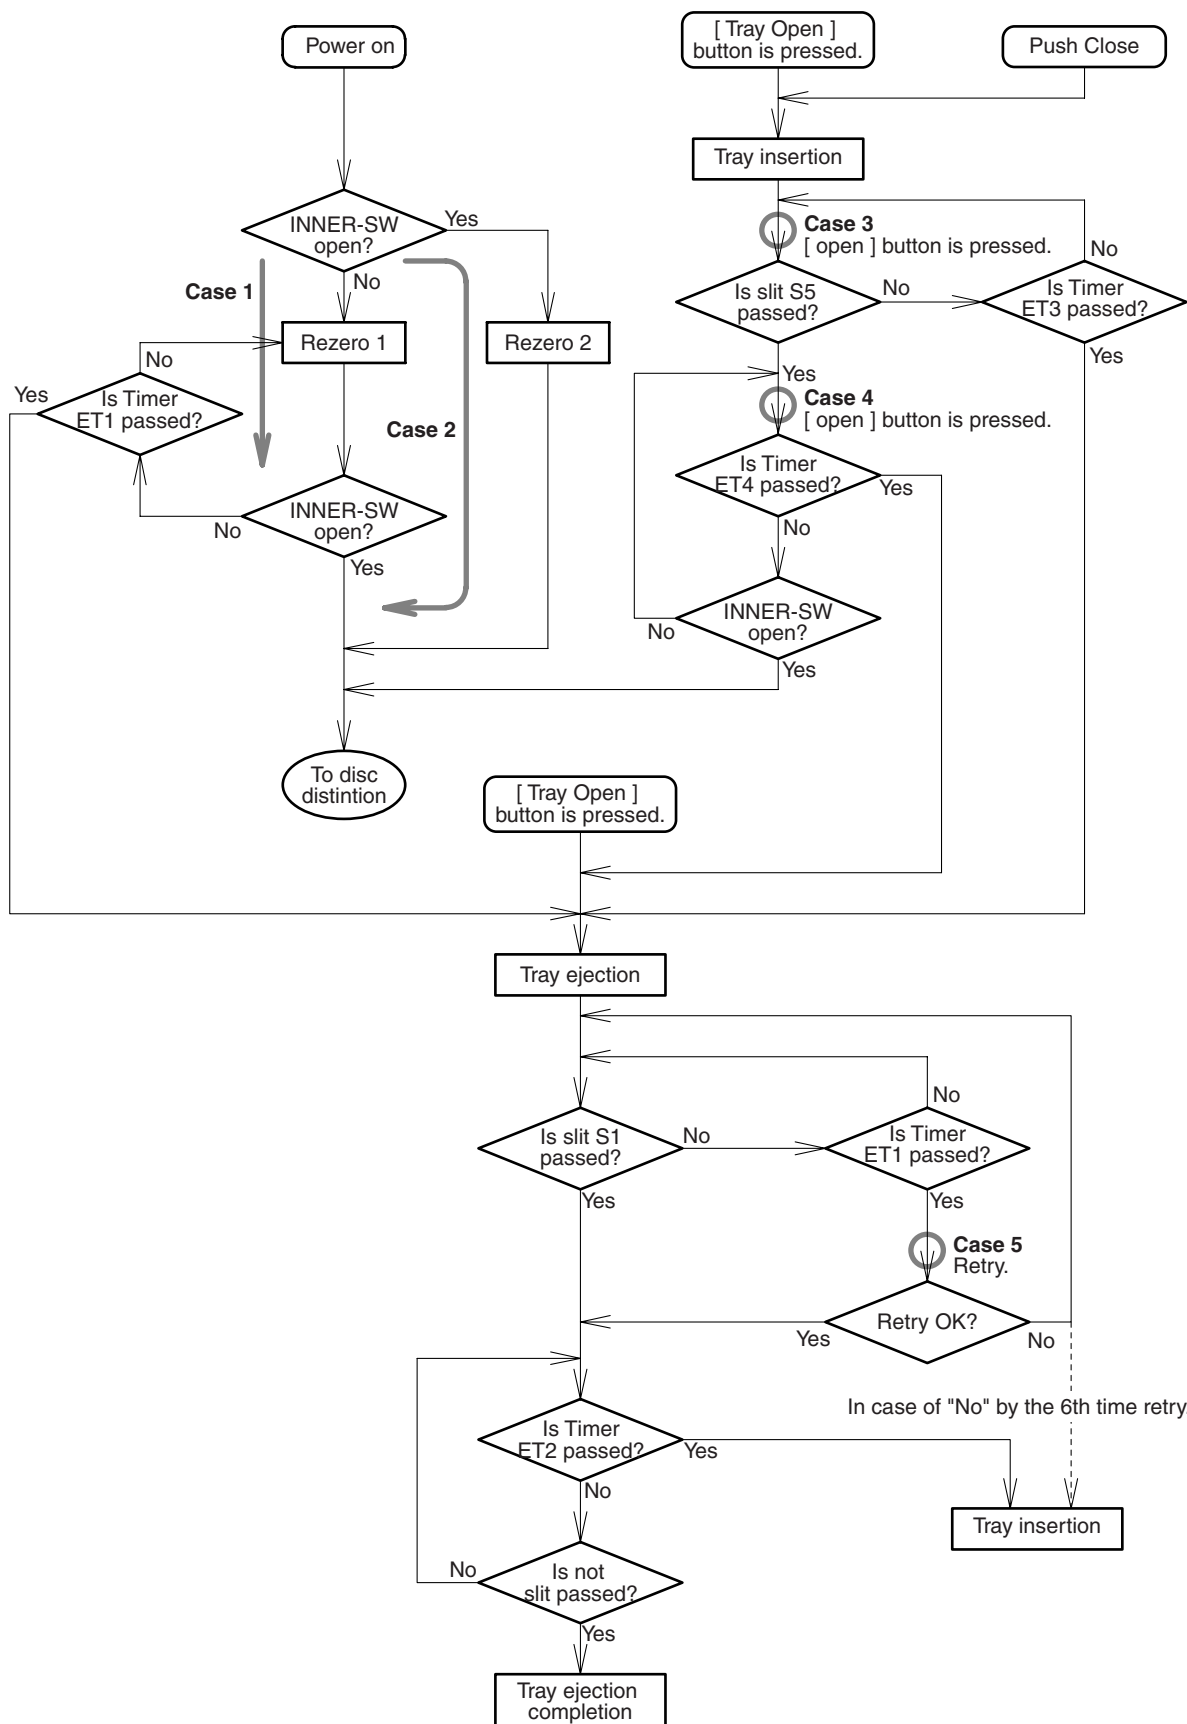 Power on
[ Tray Open ]
button is pressed.
Push Close
Tray insertion
INNER-SW
open?
Yes
No
Case 1
Case 3
[ open ] button is pressed.
Is slit S5
passed?
No
Is Timer
ET3 passed?
No
Yes
Rezero 1
Rezero 2
No
Yes
Is Timer
ET1 passed?
Yes
Case 4
[ open ] button is pressed.
Case 2
Is Timer
ET4 passed?
Yes
No
INNER-SW
open?
No
Yes
INNER-SW
open?
No
Yes
To disc
distintion
[ Tray Open ]
button is pressed.
Tray ejection
Is slit S1
passed?
No
Yes
No
Is Timer
ET1 passed?
Yes
Case 5
Retry.
Retry OK?
Yes
No
In case of "No" by the 6th time retry.
Is Timer
ET2 passed?
Yes
No
Tray insertion
Is not
slit passed?
No
Yes
Tray ejection
completion